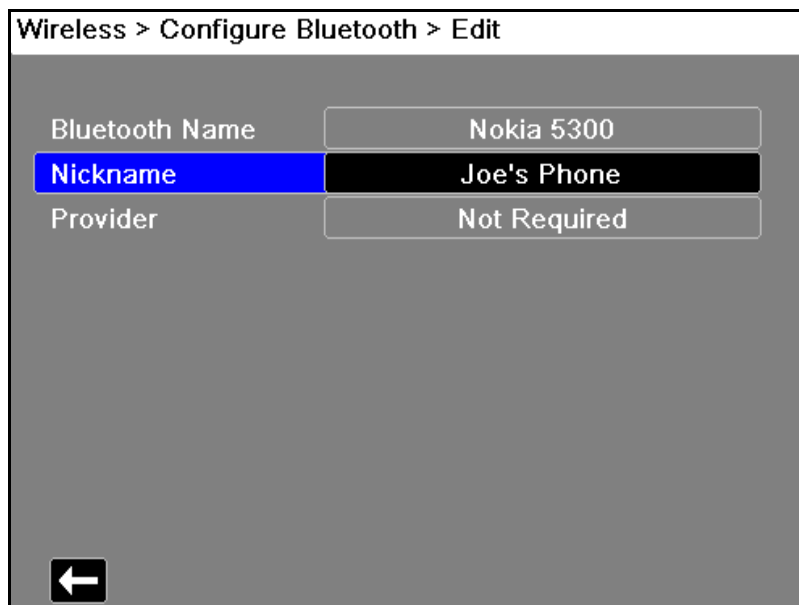 Wireless > Configure Bluetooth > Edit
Bluetooth Name Nokia 5300
Nickname Joe's Phone
Provider Not Required